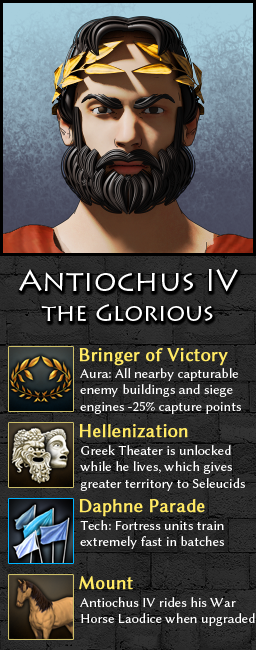 Antiochus IV
the Glorious
Bringer of Victory
Aura: All nearby capturable
enemy buildings and siege
engines -25% capture points
Hellenization
Greek Theater is unlocked
while he lives, which gives
greater territory to Seleucids
Daphne Parade
Tech: Fortress units train
extremely fast in batches
Mount
Antiochus IV rides his War
Horse Laodice when upgraded